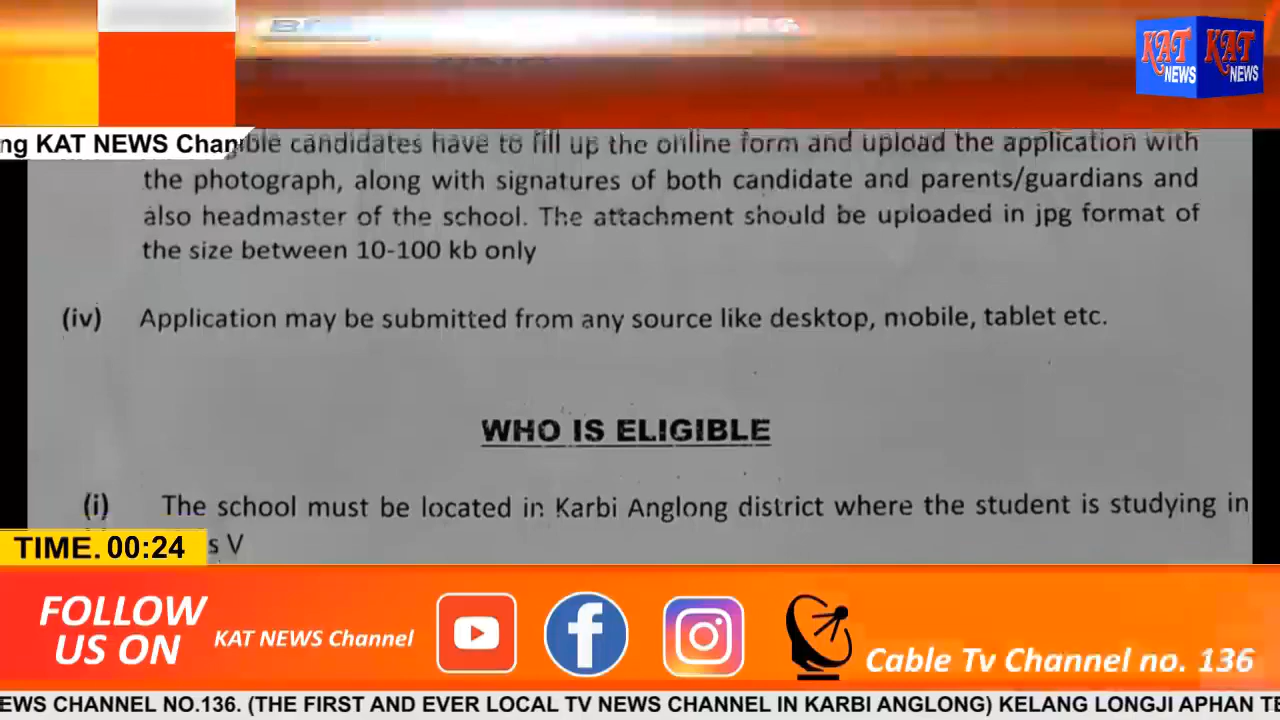 KAT NEWS KAT NEWS
ng KAT NEWS Chan
candidates have to fill up the online form and upload the application with
the photograph, along with signatures of both candidate and parents/guardians and
also headmaster of the school. The attachment should be uploaded in jpg format of
the size between 10-100 kb only
(iv) Application may be submitted from any source like desktop, mobile, tablet etc.
WHO IS ELIGIBLE
(i) The school must be located in Karbi Anglong district where the student is studying in
s V
TIME. 00:24
FOLLOW
US ON
KAT NEWS Channel
Cable Tv Channel no. 136
EWS CHANNEL NO.136. (THE FIRST AND EVER LOCAL TV NEWS CHANNEL IN KARBI ANGLONG) KELANG LONGJI APHAN TE